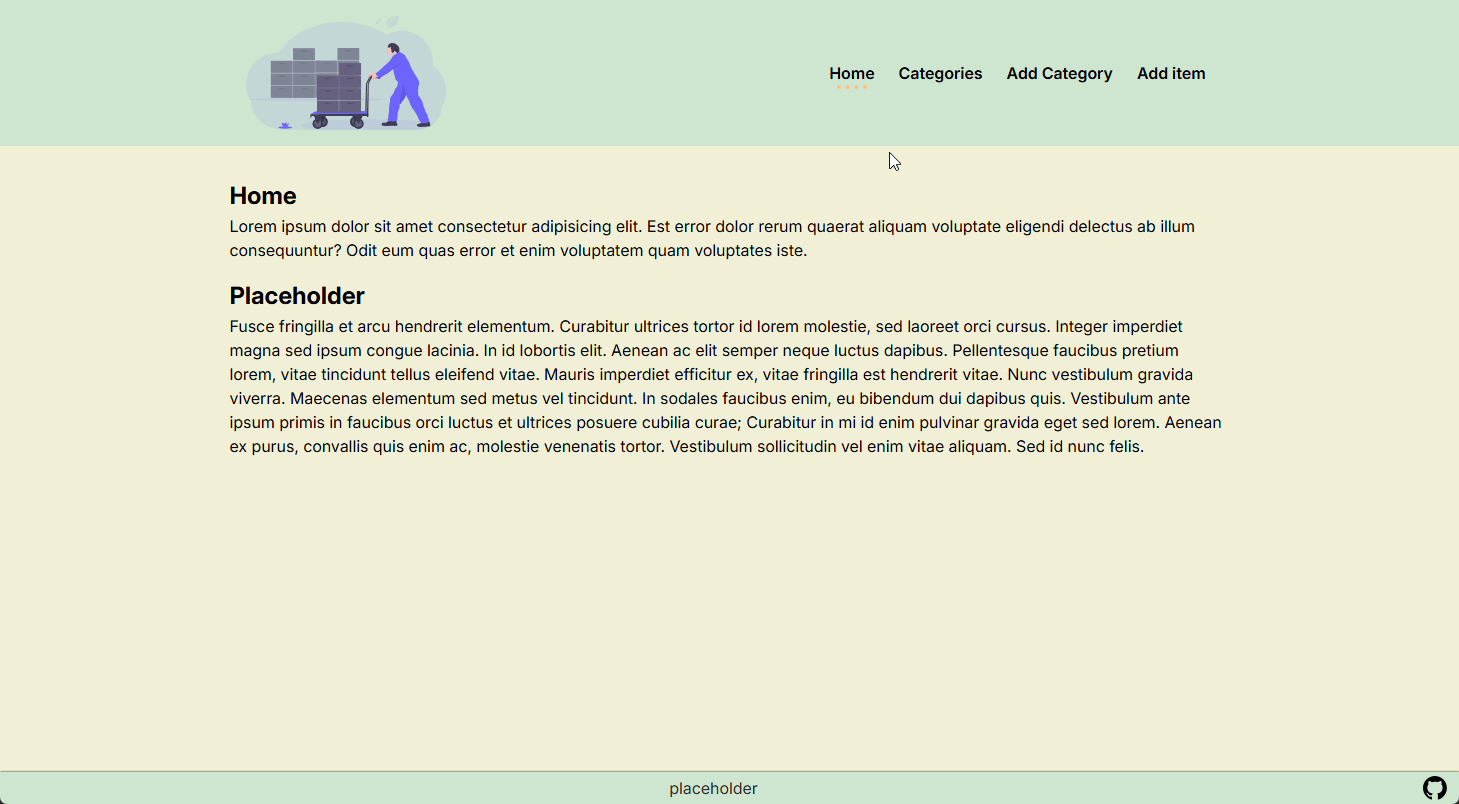 Home Categories Add Category Add item
Home
Lorem ipsum dolor sit amet consectetur adipisicing elit. Est error dolor rerum quaerat aliquam voluptate eligendi delectus ab illum
consequuntur? Odit eum quas error et enim voluptatem quam voluptates iste.
Placeholder
Fusce fringilla et arcu hendrerit elementum. Curabitur ultrices tortor id lorem molestie, sed laoreet orci cursus. Integer imperdiet
magna sed ipsum congue lacinia. In id lobortis elit. Aenean ac elit semper neque luctus dapibus. Pellentesque faucibus pretium
lorem, vitae tincidunt tellus eleifend vitae. Mauris imperdiet efficitur ex, vitae fringilla est hendrerit vitae. Nunc vestibulum gravida
viverra. Maecenas elementum sed metus vel tincidunt. In sodales faucibus enim, eu bibendum dui dapibus quis. Vestibulum ante
ipsum primis in faucibus orci luctus et ultrices posuere cubilia curae; Curabitur in mi id enim pulvinar gravida eget sed lorem. Aenean
ex purus, convallis quis enim ac, molestie venenatis tortor. Vestibulum sollicitudin vel enim vitae aliquam. Sed id nunc felis.
placeholder